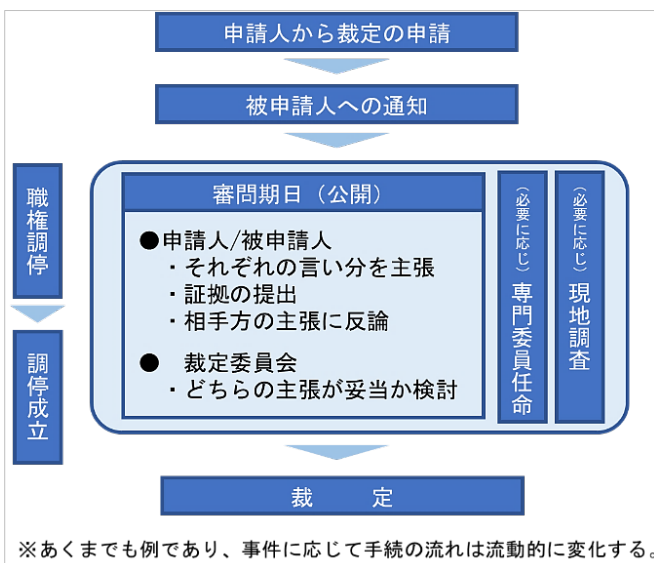 申請人から裁定の申請
被申請人への通知
職権調停
調停成立
審問期日（公開）
●申請人/被申請人
・それぞれの言い分を主張
・証拠の提出
・相手方の主張に反論
●　裁定委員会
・どちらの主張が妥当か検討
（必要に応じ）専門委員任命
（必要に応じ）現地調査
裁　　定
※あくまでも例であり、事件に応じて手続の流れは流動的に変化する。